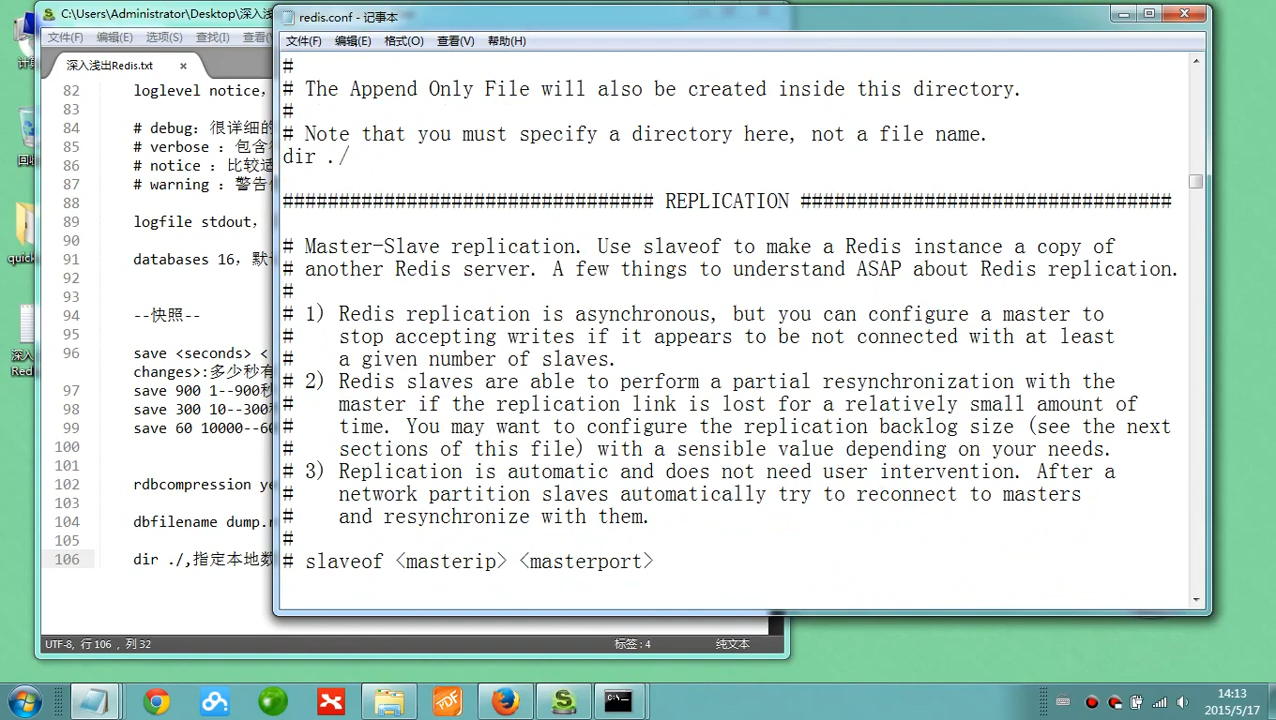 C:\Users\Administrator\Desktop\深入浅
文件(F) 编辑(E) 选项(S) 查找(I) 查看(
深入浅出Redis.txt ×
82 loglevel notice,
83
84 # debug：很详细的
85 # verbose ：包含
86 # notice ：比较适
87 # warning ：警告
88
89 logfile stdout,
90
91 databases 16，默
92
93
94 --快照--
95
96 save <seconds> <
changes>:多少秒有
97 save 900 1--900秒
98 save 300 10--300
99 save 60 10000--6
100
101
102 rdbcompression ye
103
104 dbfilename dump.r
105
106 dir ./,指定本地数
UTF-8, 行106 , 列 32 标签: 4 纯文本
计
回收
quick
深入
Red
redis.conf - 记事本
文件(F) 编辑(E) 格式(O) 查看(V) 帮助(H)
#
# The Append Only File will also be created inside this directory.
#
# Note that you must specify a directory here, not a file name.
dir ./
################################# REPLICATION #################################
# Master-Slave replication. Use slaveof to make a Redis instance a copy of
# another Redis server. A few things to understand ASAP about Redis replication.
#
# 1) Redis replication is asynchronous, but you can configure a master to
#    stop accepting writes if it appears to be not connected with at least
#    a given number of slaves.
# 2) Redis slaves are able to perform a partial resynchronization with the
#    master if the replication link is lost for a relatively small amount of
#    time. You may want to configure the replication backlog size (see the next
#    sections of this file) with a sensible value depending on your needs.
# 3) Replication is automatic and does not need user intervention. After a
#    network partition slaves automatically try to reconnect to masters
#    and resynchronize with them.
#
# slaveof <masterip> <masterport>
PDF
C:\_
14:13
2015/5/17